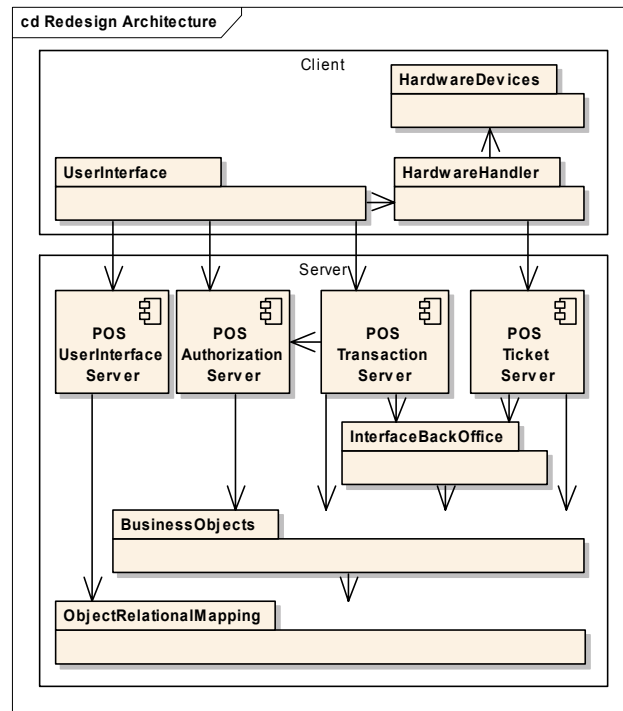 cd Redesign Architecture
Client
HardwareDevices
UserInterface
HardwareHandler
Server
POS
UserInterface
Server
POS
Authorization
Server
POS
Transaction
Server
POS
Ticket
Server
InterfaceBackOffice
BusinessObjects
ObjectRelationalMapping